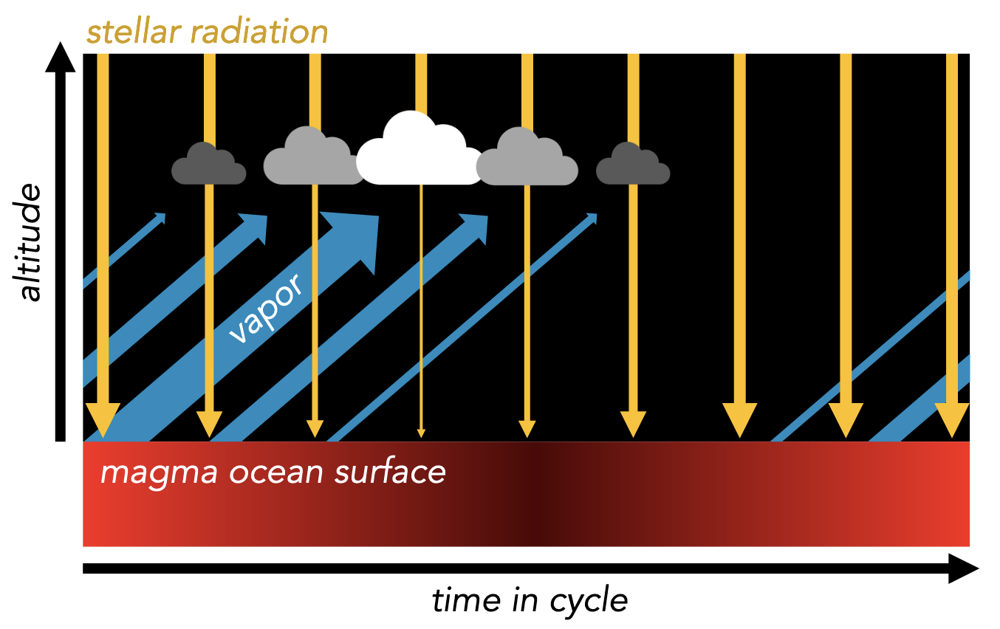 stellar radiation
altitude
vapor
magma ocean surface
time in cycle